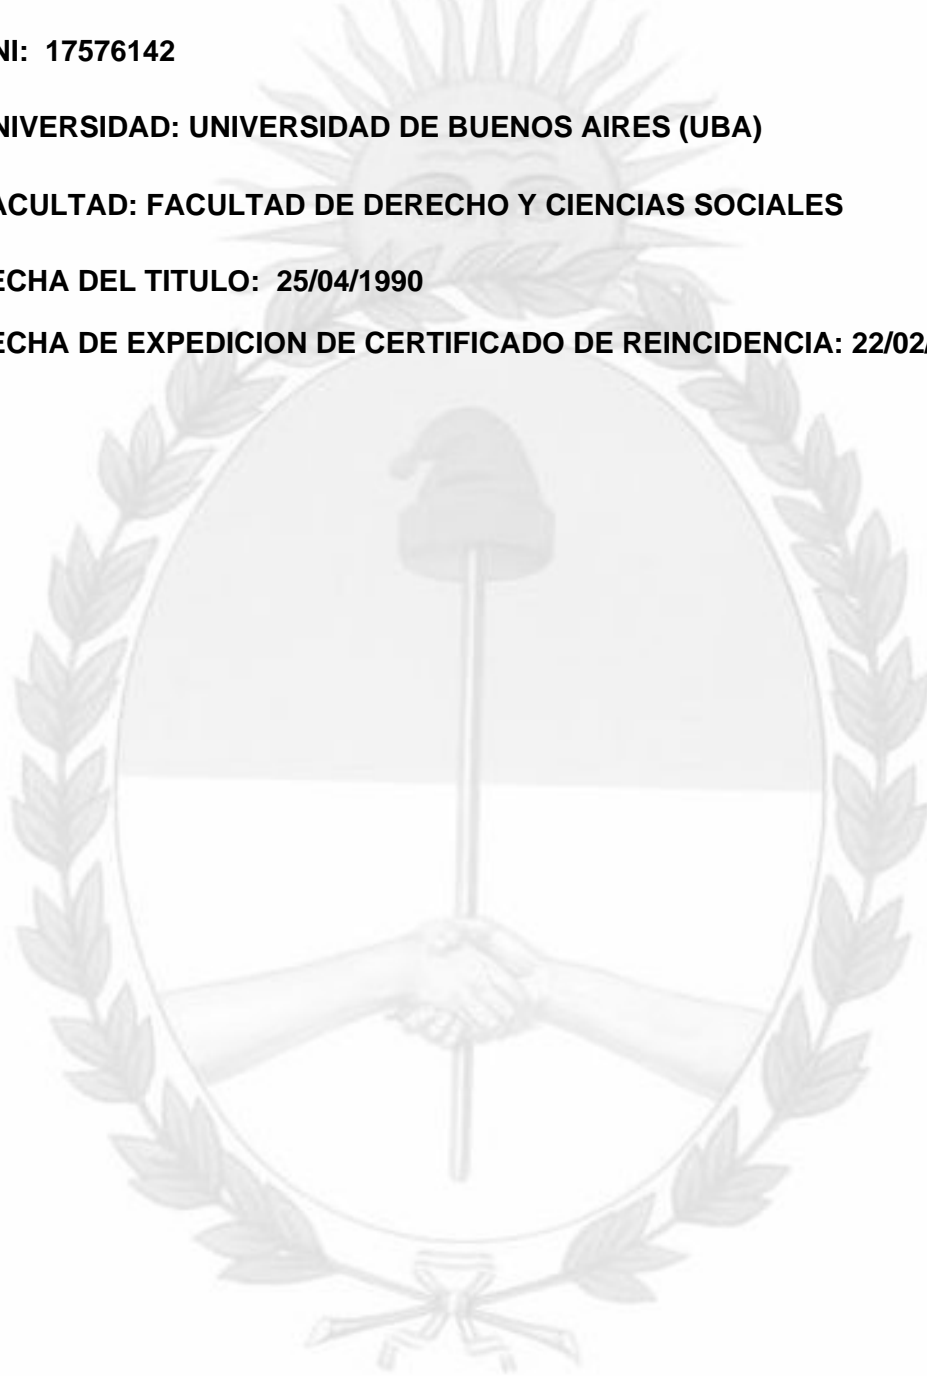 NI: 17576142
NIVERSIDAD: UNIVERSIDAD DE BUENOS AIRES (UBA)
ACULTAD: FACULTAD DE DERECHO Y CIENCIAS SOCIALES
ECHA DEL TITULO: 25/04/1990
ECHA DE EXPEDICION DE CERTIFICADO DE REINCIDENCIA: 22/02/